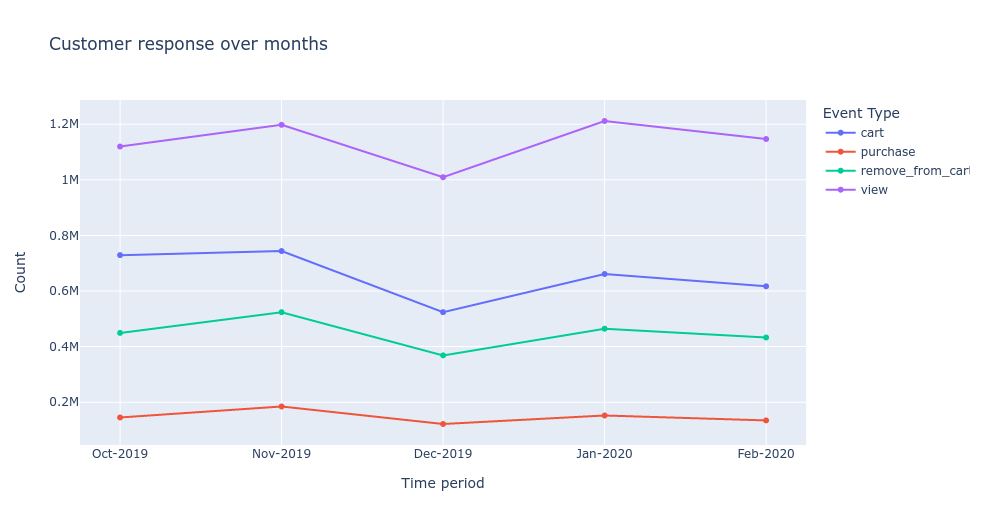 Customer response over months
1.2M
1M
0.8M
0.6M
0.4M
0.2M
Count
Oct-2019 Nov-2019 Dec-2019 Jan-2020 Feb-2020
Time period
Event Type
cart
purchase
remove_from_cart
view